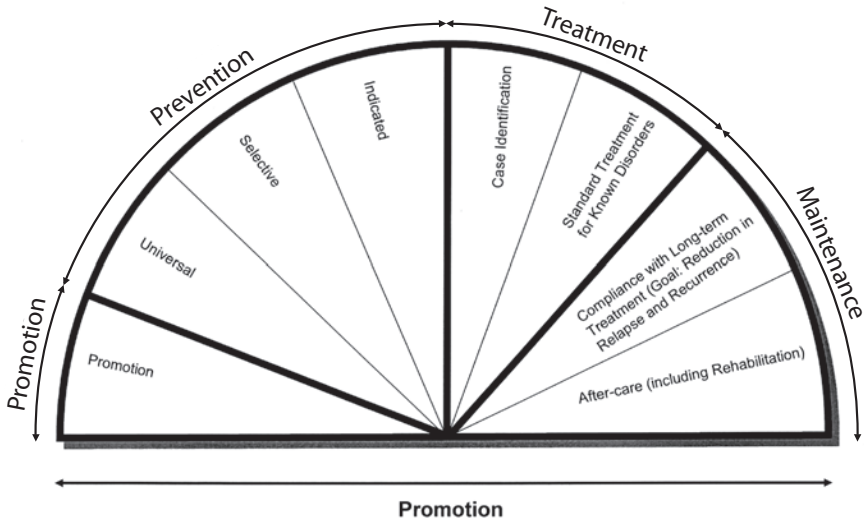 Promotion
Prevention
Treatment
Maintenance
Promotion
Universal
Selective
Indicated
Case Identification
Standard Treatment
for Known Disorders
Compliance with Long-term
Treatment (Goal: Reduction in
Relapse and Recurrence)
After-care (including Rehabilitation)
Promotion